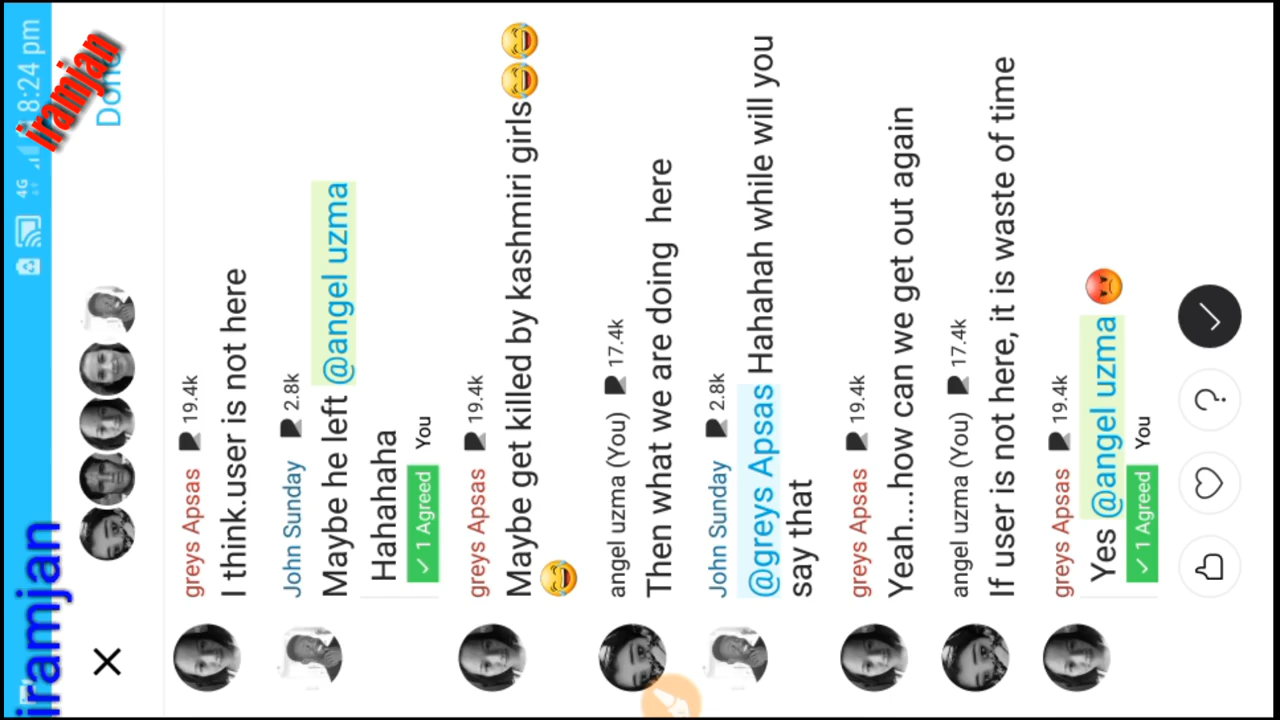 iramjan
iramjan
4G 8:24 pm
greys Apsas 19.4k
I think.user is not here
John Sunday 2.8k
Maybe he left @angel uzma
Hahahaha
✓ 1 Agreed You
greys Apsas 19.4k
Maybe get killed by kashmiri girls😂😂
😂
angel uzma (You) 17.4k
Then what we are doing here
John Sunday 2.8k
@greys Apsas Hahahah while will you
say that
greys Apsas 19.4k
Yeah....how can we get out again
angel uzma (You) 17.4k
If user is not here, it is waste of time
greys Apsas 19.4k
Yes @angel uzma 😡
✓ 1 Agreed You